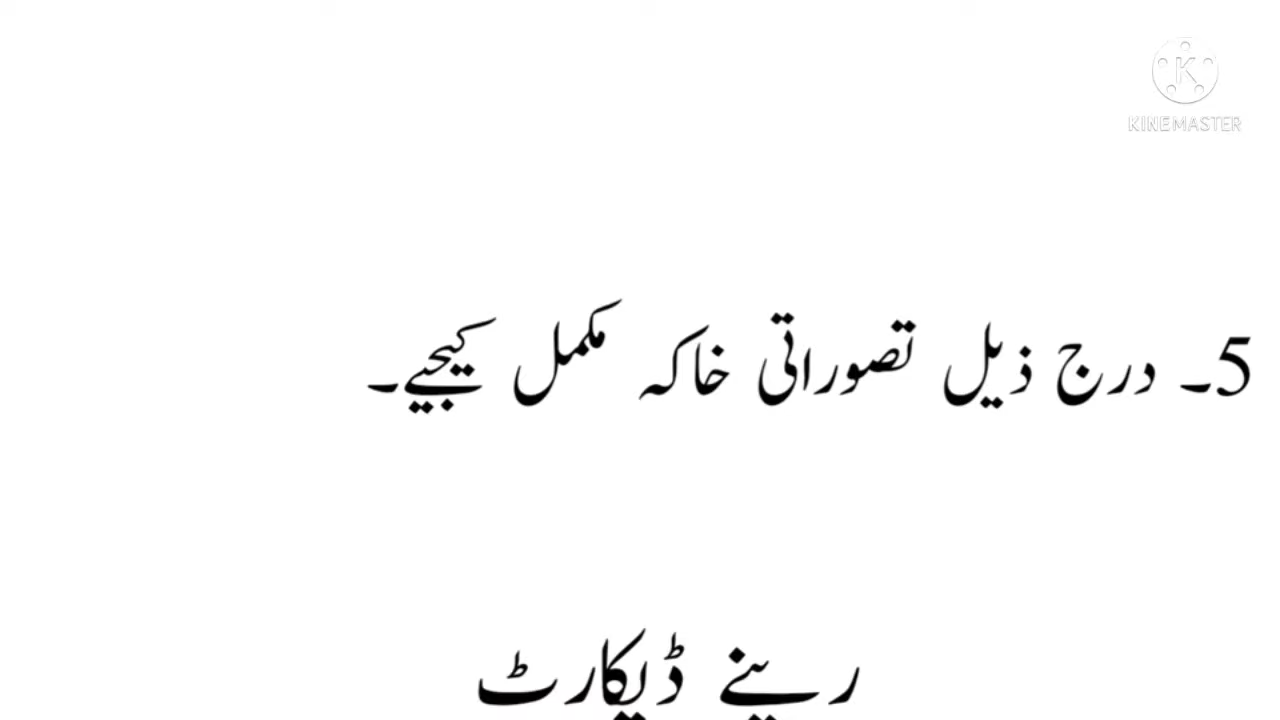 KINEMASTER
5۔ درج ذیل تصوراتی خاکہ مکمل کیجیے۔
رینے ڈیکارٹ